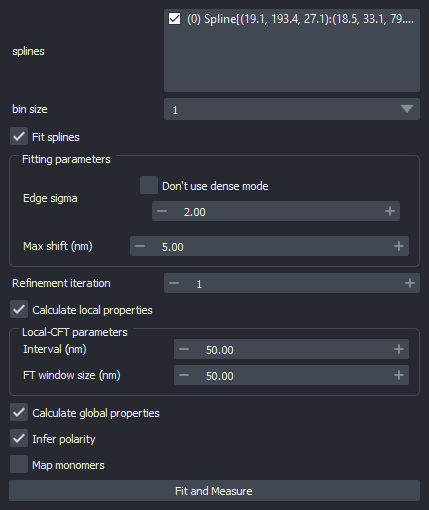 splines
(0) Spline[(19.1, 193.4, 27.1):(18.5, 33.1, 79....
bin size
1
Fit splines
Fitting parameters
Edge sigma
Don't use dense mode
2.00
Max shift (nm)
5.00
Refinement iteration
1
Calculate local properties
Local-CFT parameters
Interval (nm)
50.00
FT window size (nm)
50.00
Calculate global properties
Infer polarity
Map monomers
Fit and Measure